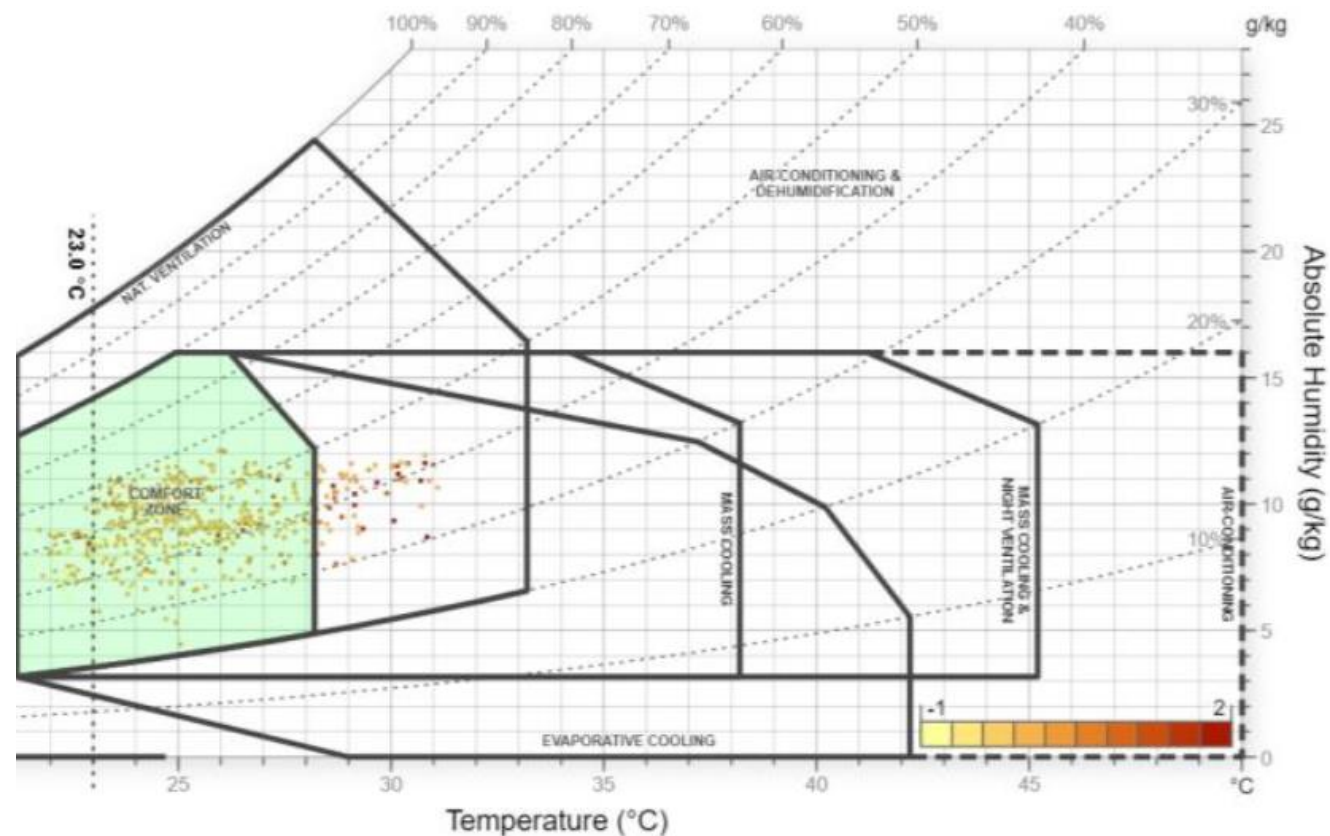 100% 90% 80% 70% 60% 50% 40% g/kg
30%
25
AIR CONDITIONING &
DEHUMIDIFICATION
23.0 °C
NAT. VENTILATION
20
20%
15
COMFORT
ZONE
10
10%
MASS COOLING
MASS COOLING &
NIGHT VENTILATION
AIR-CONDITIONING
Absolute Humidity (g/kg)
5
-1 2
EVAPORATIVE COOLING
0
25 30 35 40 45 °C
Temperature (°C)